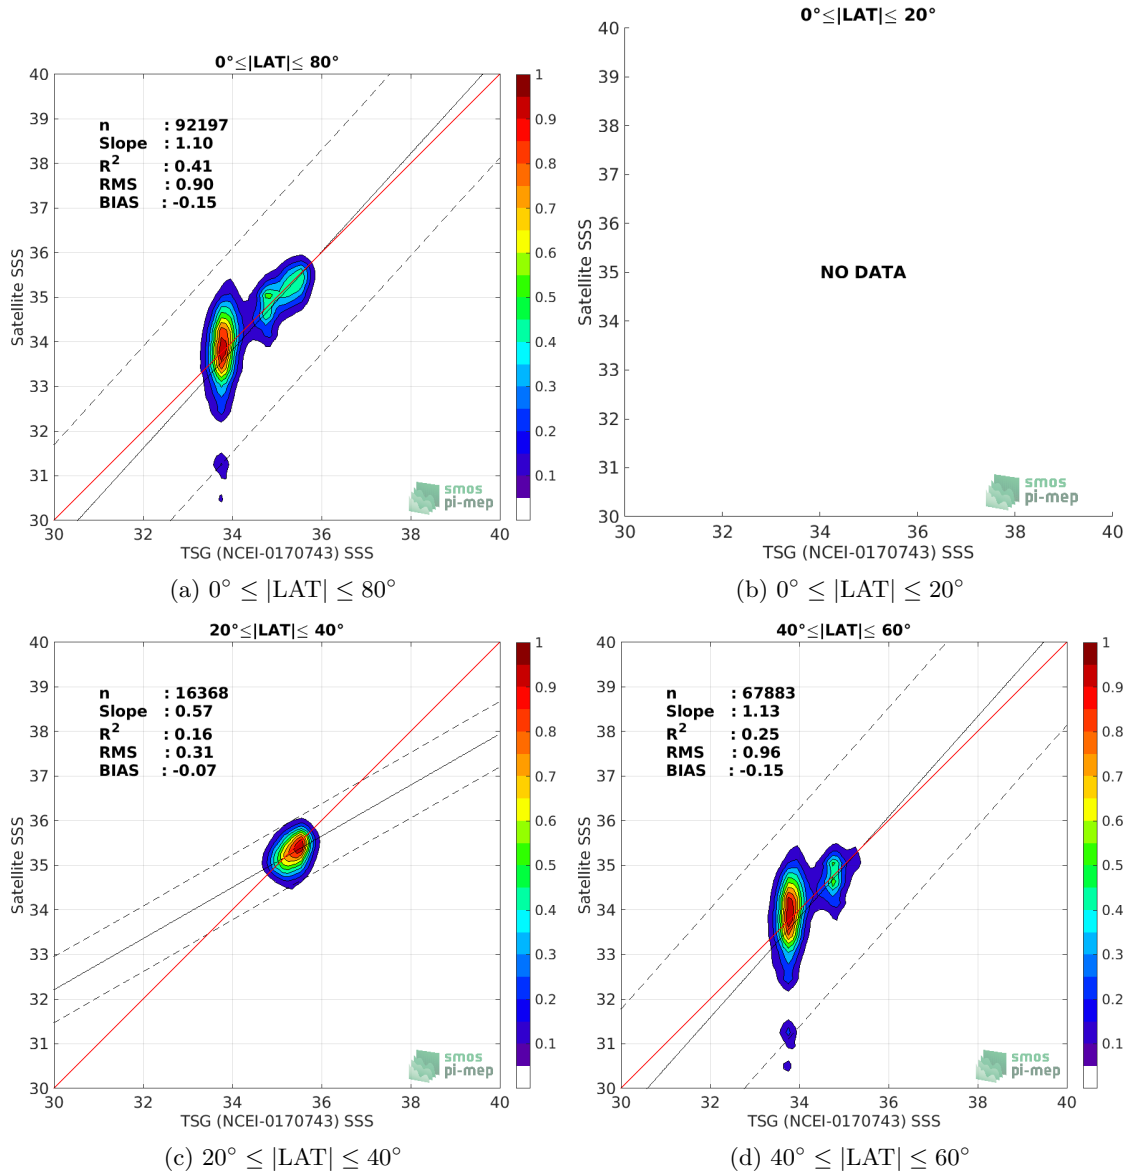 0°≤|LAT|≤ 80°
40
39
38
37
36
35
34
33
32
31
30
Satellite SSS
n : 92197
Slope : 1.10
R² : 0.41
RMS : 0.90
BIAS : -0.15
smos
pi-mep
30 32 34 36 38 40
TSG (NCEI-0170743) SSS
1
0.9
0.8
0.7
0.6
0.5
0.4
0.3
0.2
0.1
(a) 0° ≤ |LAT| ≤ 80°
0°≤|LAT|≤ 20°
40
39
38
37
36
35
34
33
32
31
30
Satellite SSS
NO DATA
smos
pi-mep
30 32 34 36 38 40
TSG (NCEI-0170743) SSS
(b) 0° ≤ |LAT| ≤ 20°
20°≤|LAT|≤ 40°
40
39
38
37
36
35
34
33
32
31
30
Satellite SSS
n : 16368
Slope : 0.57
R² : 0.16
RMS : 0.31
BIAS : -0.07
smos
pi-mep
30 32 34 36 38 40
TSG (NCEI-0170743) SSS
1
0.9
0.8
0.7
0.6
0.5
0.4
0.3
0.2
0.1
(c) 20° ≤ |LAT| ≤ 40°
40°≤|LAT|≤ 60°
40
39
38
37
36
35
34
33
32
31
30
Satellite SSS
n : 67883
Slope : 1.13
R² : 0.25
RMS : 0.96
BIAS : -0.15
smos
pi-mep
30 32 34 36 38 40
TSG (NCEI-0170743) SSS
1
0.9
0.8
0.7
0.6
0.5
0.4
0.3
0.2
0.1
(d) 40° ≤ |LAT| ≤ 60°